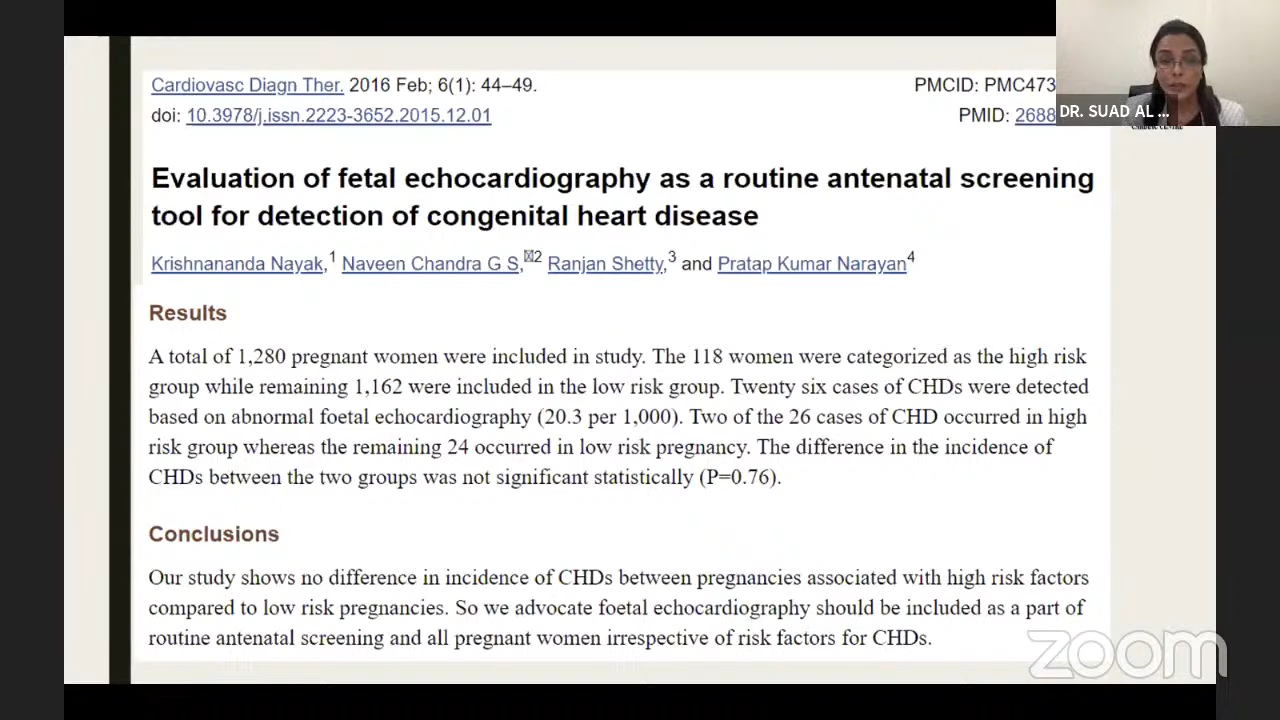 Cardiovasc Diagn Ther. 2016 Feb; 6(1): 44–49.
PMCID: PMC473
doi: 10.3978/j.issn.2223-3652.2015.12.01
PMID: 2688
DR. SUAD AL ...
Evaluation of fetal echocardiography as a routine antenatal screening
tool for detection of congenital heart disease
Krishnananda Nayak,1 Naveen Chandra G S,2 Ranjan Shetty,3 and Pratap Kumar Narayan4
Results
A total of 1,280 pregnant women were included in study. The 118 women were categorized as the high risk
group while remaining 1,162 were included in the low risk group. Twenty six cases of CHDs were detected
based on abnormal foetal echocardiography (20.3 per 1,000). Two of the 26 cases of CHD occurred in high
risk group whereas the remaining 24 occurred in low risk pregnancy. The difference in the incidence of
CHDs between the two groups was not significant statistically (P=0.76).
Conclusions
Our study shows no difference in incidence of CHDs between pregnancies associated with high risk factors
compared to low risk pregnancies. So we advocate foetal echocardiography should be included as a part of
routine antenatal screening and all pregnant women irrespective of risk factors for CHDs.
zoom